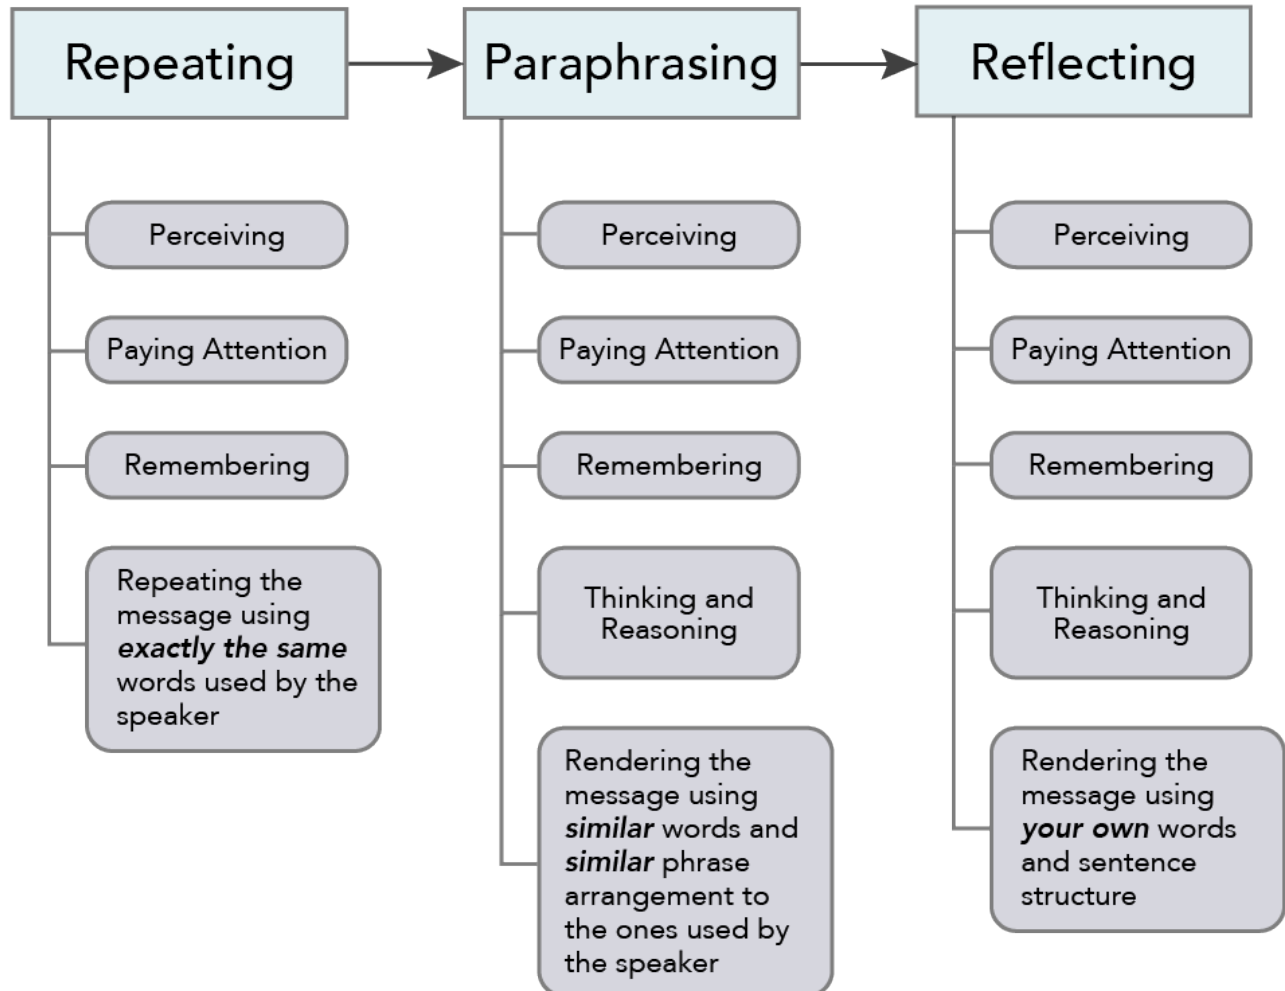 Repeating
Perceiving
Paying Attention
Remembering
Repeating the
message using
exactly the same
words used by the
speaker
Paraphrasing
Perceiving
Paying Attention
Remembering
Thinking and
Reasoning
Rendering the
message using
similar words and
similar phrase
arrangement to
the ones used by
the speaker
Reflecting
Perceiving
Paying Attention
Remembering
Thinking and
Reasoning
Rendering the
message using
your own words
and sentence
structure